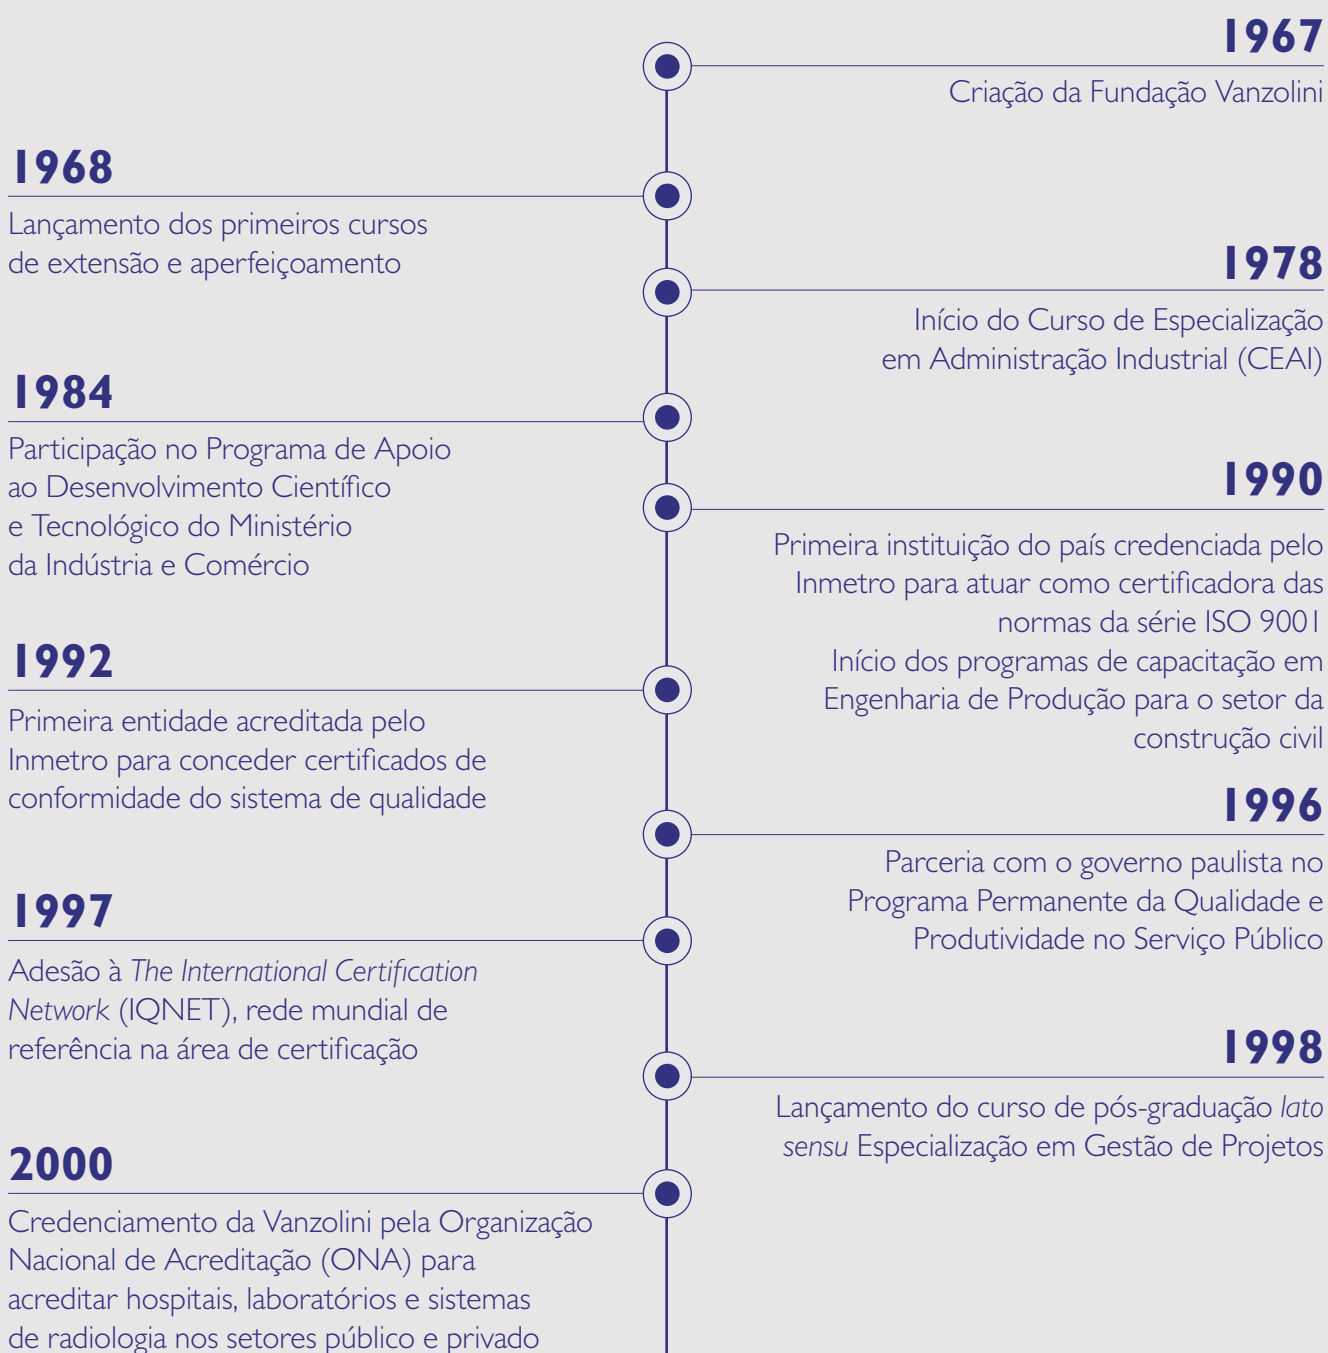 1967
Criação da Fundação Vanzolini
1968
Lançamento dos primeiros cursos
de extensão e aperfeiçoamento
1978
Início do Curso de Especialização
em Administração Industrial (CEAI)
1984
Participação no Programa de Apoio
ao Desenvolvimento Científico
e Tecnológico do Ministério
da Indústria e Comércio
1990
Primeira instituição do país credenciada pelo
Inmetro para atuar como certificadora das
normas da série ISO 9001
Início dos programas de capacitação em
Engenharia de Produção para o setor da
construção civil
1992
Primeira entidade acreditada pelo
Inmetro para conceder certificados de
conformidade do sistema de qualidade
1996
Parceria com o governo paulista no
Programa Permanente da Qualidade e
Produtividade no Serviço Público
1997
Adesão à The International Certification
Network (IQNET), rede mundial de
referência na área de certificação
1998
Lançamento do curso de pós-graduação lato
sensu Especialização em Gestão de Projetos
2000
Credenciamento da Vanzolini pela Organização
Nacional de Acreditação (ONA) para
acreditar hospitais, laboratórios e sistemas
de radiologia nos setores público e privado